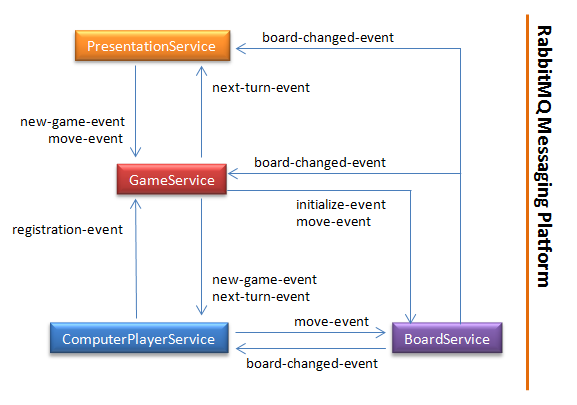 board-changed-event
PresentationService
next-turn-event
new-game-event
move-event
board-changed-event
GameService
initialize-event
move-event
registration-event
new-game-event
next-turn-event
move-event
ComputerPlayerService
BoardService
board-changed-event
RabbitMQ Messaging Platform